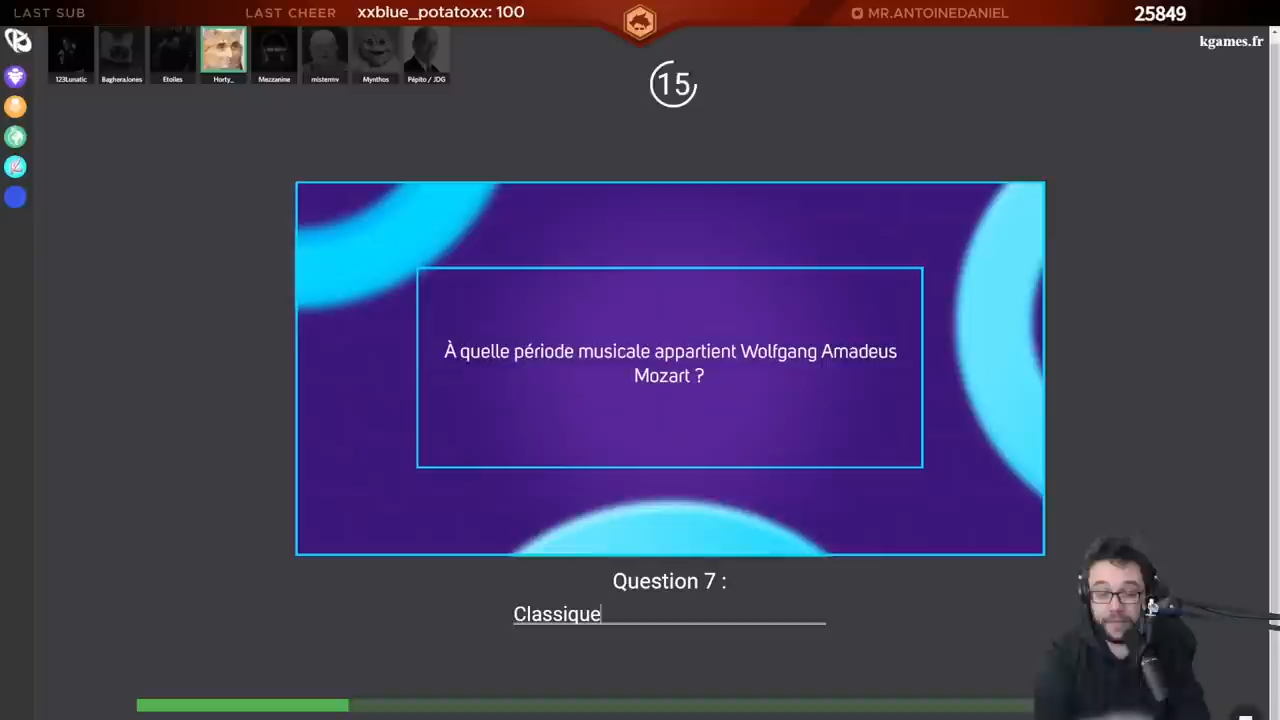 LAST SUB
LAST CHEER xxblue_potatoxx: 100
MR.ANTOINEDANIEL
25849
kgames.fr
123Lunatic
BagheraJones
Etoiles
Horty_
Mezzanine
mistermv
Mynthos
Pépito / JDG
15
À quelle période musicale appartient Wolfgang Amadeus
Mozart ?
Question 7 :
Classique